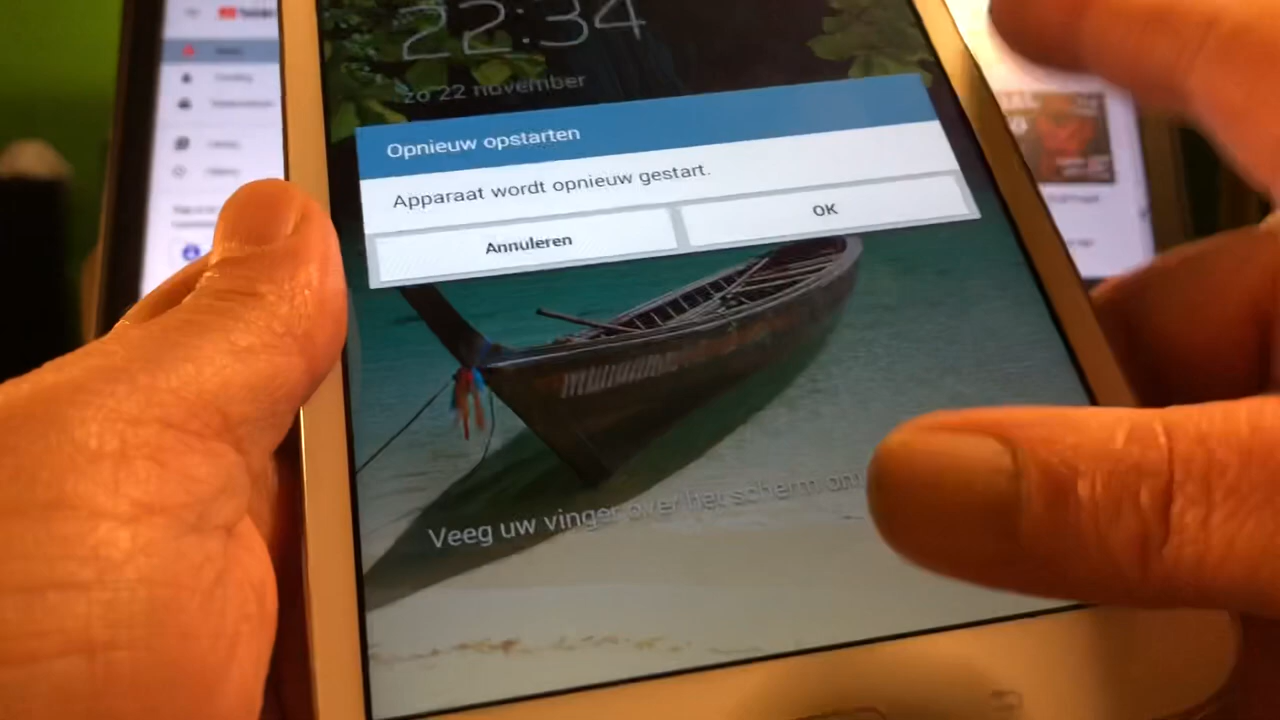 22:34
zo 22 november
Opnieuw opstarten
Apparaat wordt opnieuw gestart.
Annuleren
OK
Veeg uw vinger over het scherm om